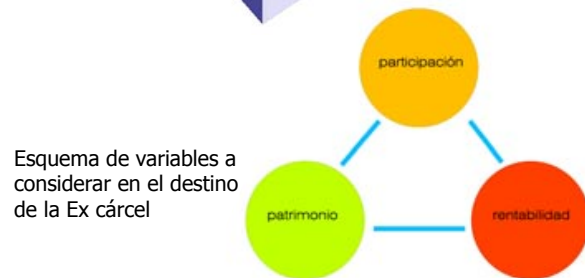 participación
Esquema de variables a
considerar en el destino
de la Ex cárcel
patrimonio
rentabilidad